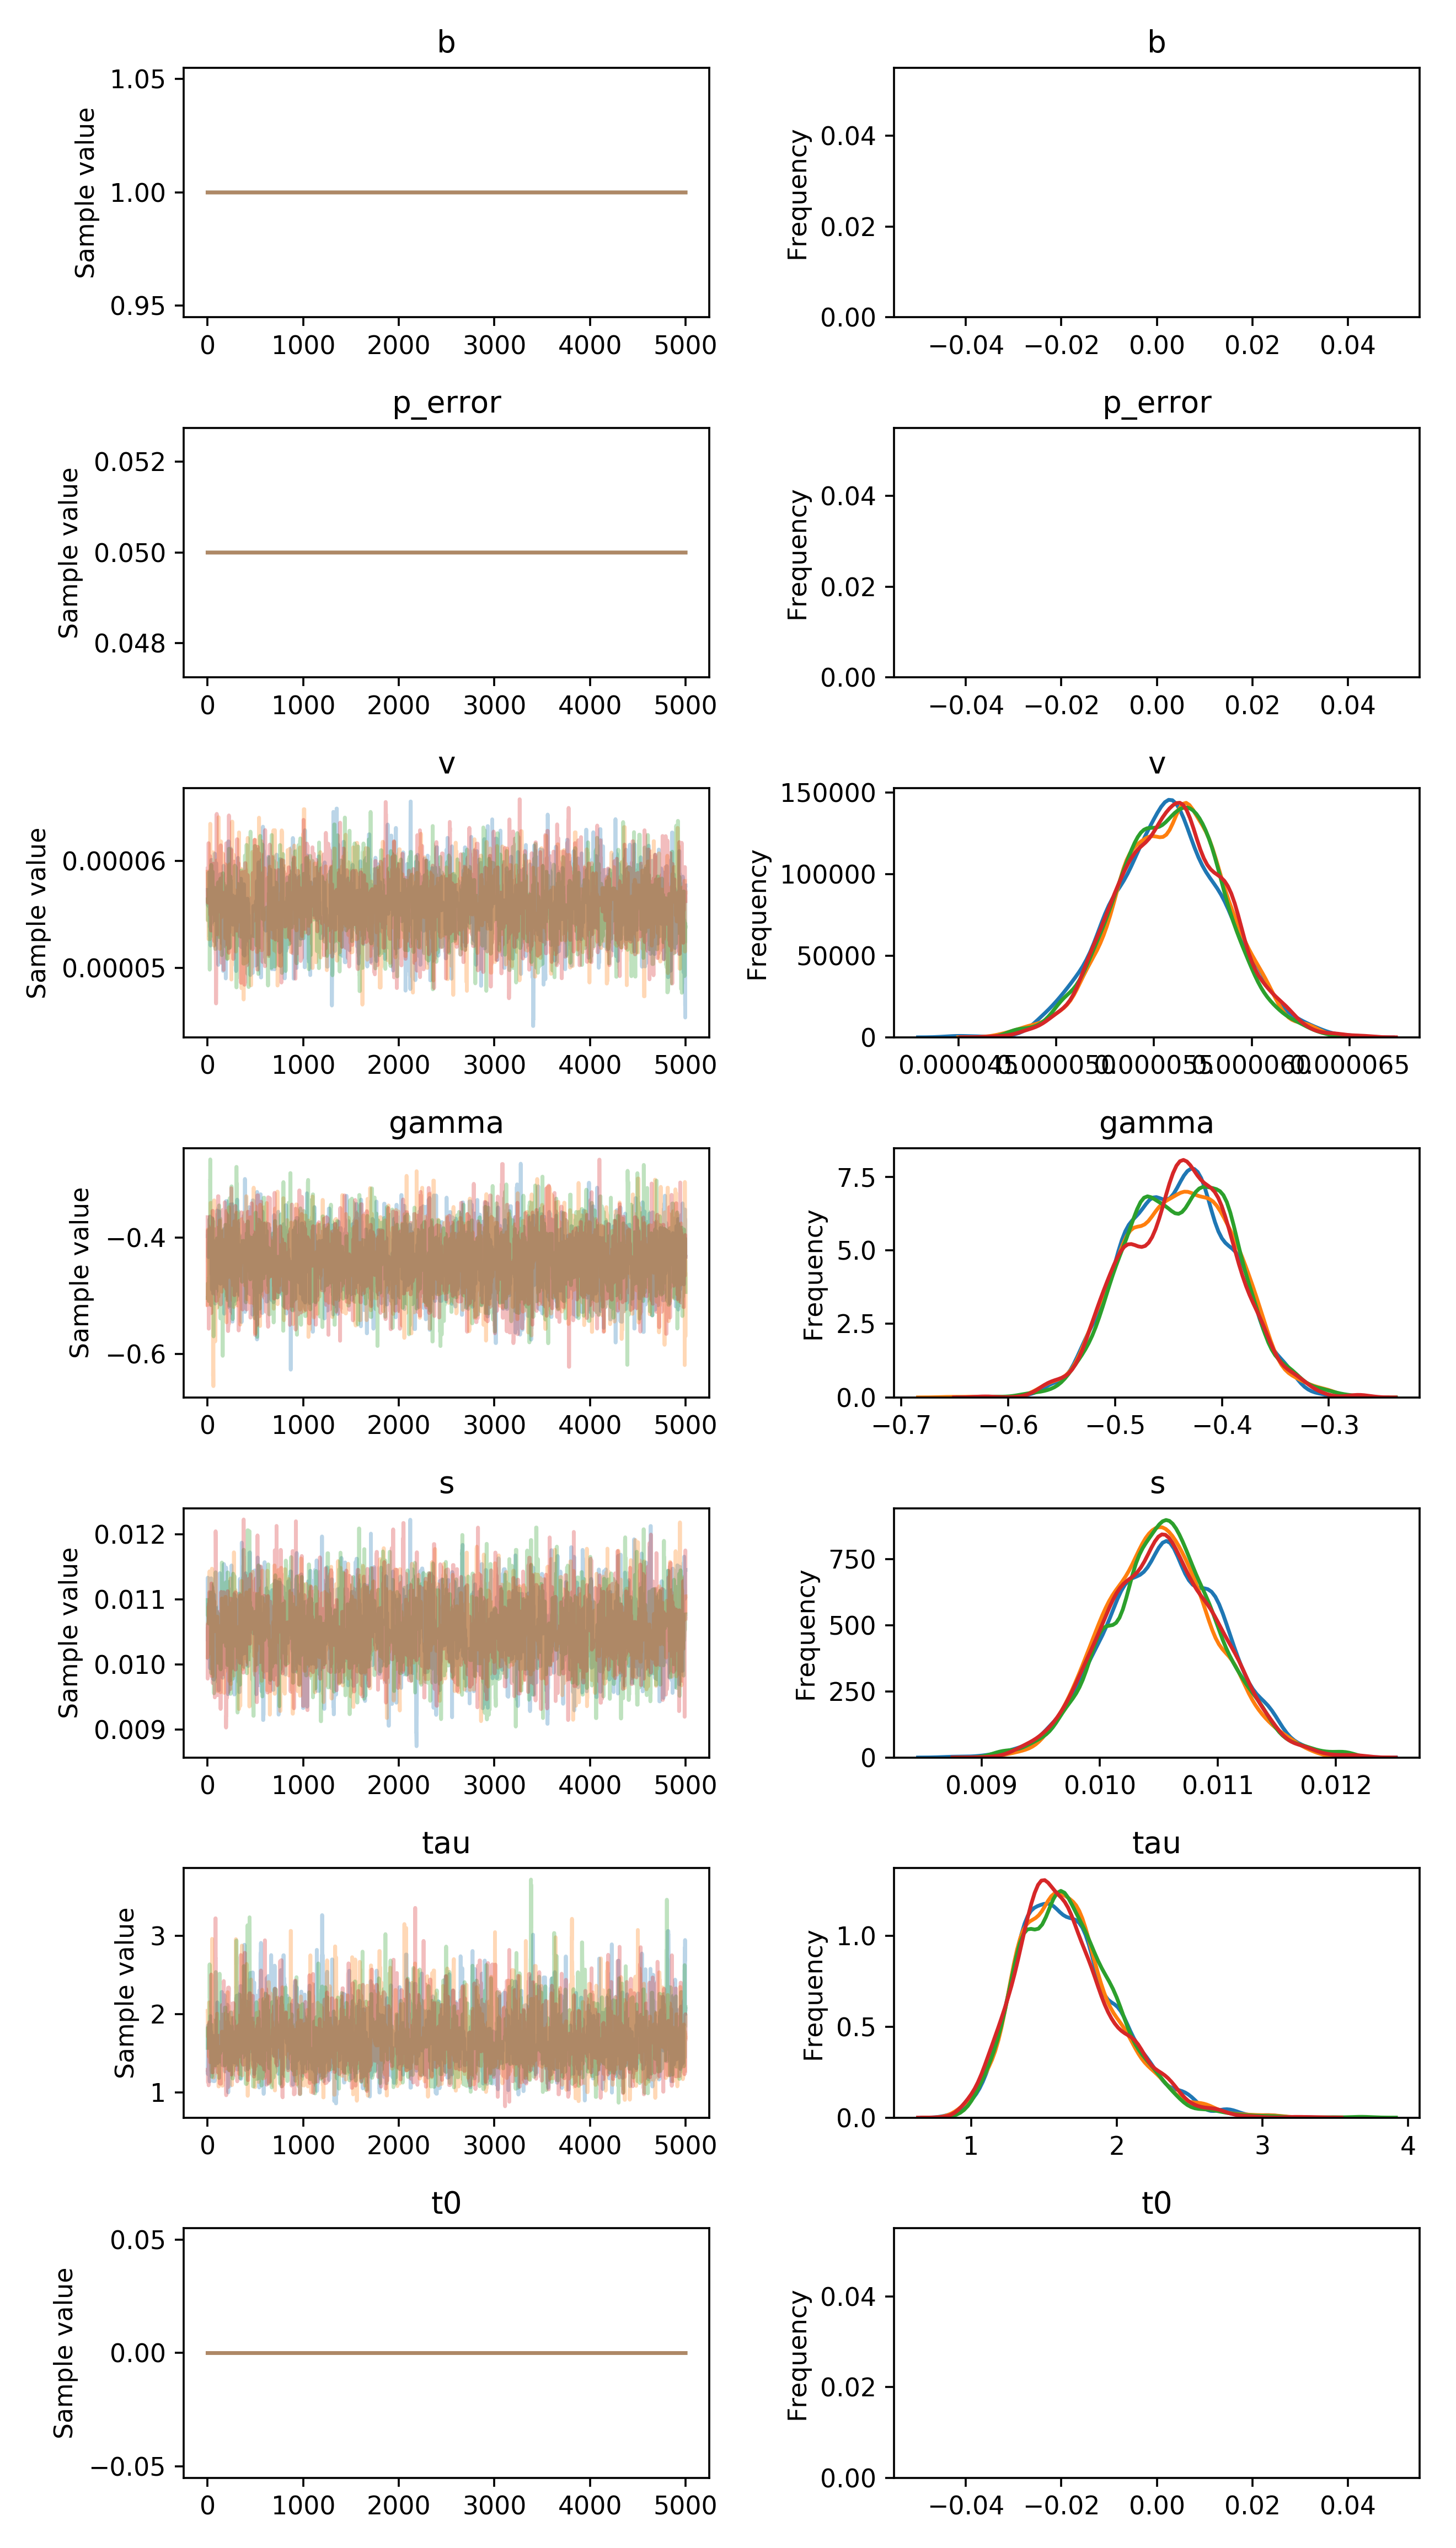 b
b
1.05
1.00
0.95
Sample value
0 1000 2000 3000 4000 5000
0.04
0.02
0.00
Frequency
−0.04 −0.02 0.00 0.02 0.04
p_error
p_error
0.052
0.050
0.048
Sample value
0 1000 2000 3000 4000 5000
0.04
0.02
0.00
Frequency
−0.04 −0.02 0.00 0.02 0.04
v
v
0.00006
0.00005
Sample value
0 1000 2000 3000 4000 5000
150000
100000
50000
0
Frequency
0.000045 0.000050 0.000055 0.000060 0.000065
gamma
gamma
−0.4
−0.6
Sample value
0 1000 2000 3000 4000 5000
7.5
5.0
2.5
0.0
Frequency
−0.7 −0.6 −0.5 −0.4 −0.3
s
s
0.012
0.011
0.010
0.009
Sample value
0 1000 2000 3000 4000 5000
750
500
250
0
Frequency
0.009 0.010 0.011 0.012
tau
tau
3
2
1
Sample value
0 1000 2000 3000 4000 5000
1.0
0.5
0.0
Frequency
1 2 3 4
t0
t0
0.05
0.00
−0.05
Sample value
0 1000 2000 3000 4000 5000
0.04
0.02
0.00
Frequency
−0.04 −0.02 0.00 0.02 0.04